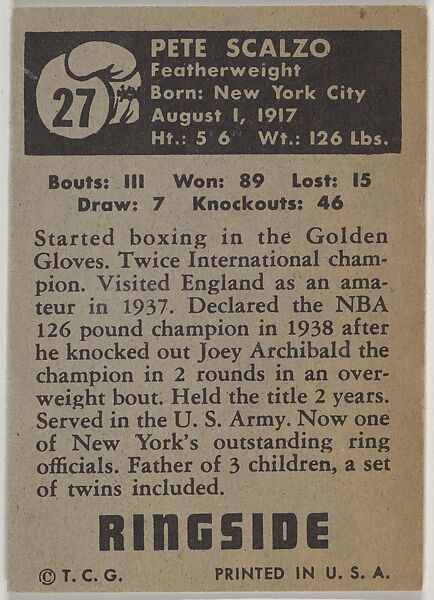 27
PETE SCALZO
Featherweight
Born: New York City
August 1, 1917
Ht.: 5 6 Wt.: 126 Lbs.
Bouts: 111 Won: 89 Lost: 15
Draw: 7 Knockouts: 46
Started boxing in the Golden
Gloves. Twice International cham-
pion. Visited England as an ama-
teur in 1937. Declared the NBA
126 pound champion in 1938 after
he knocked out Joey Archibald the
champion in 2 rounds in an over-
weight bout. Held the title 2 years.
Served in the U. S. Army. Now one
of New York's outstanding ring
officials. Father of 3 children, a set
of twins included.
RINGSIDE
© T. C. G. PRINTED IN U. S. A.